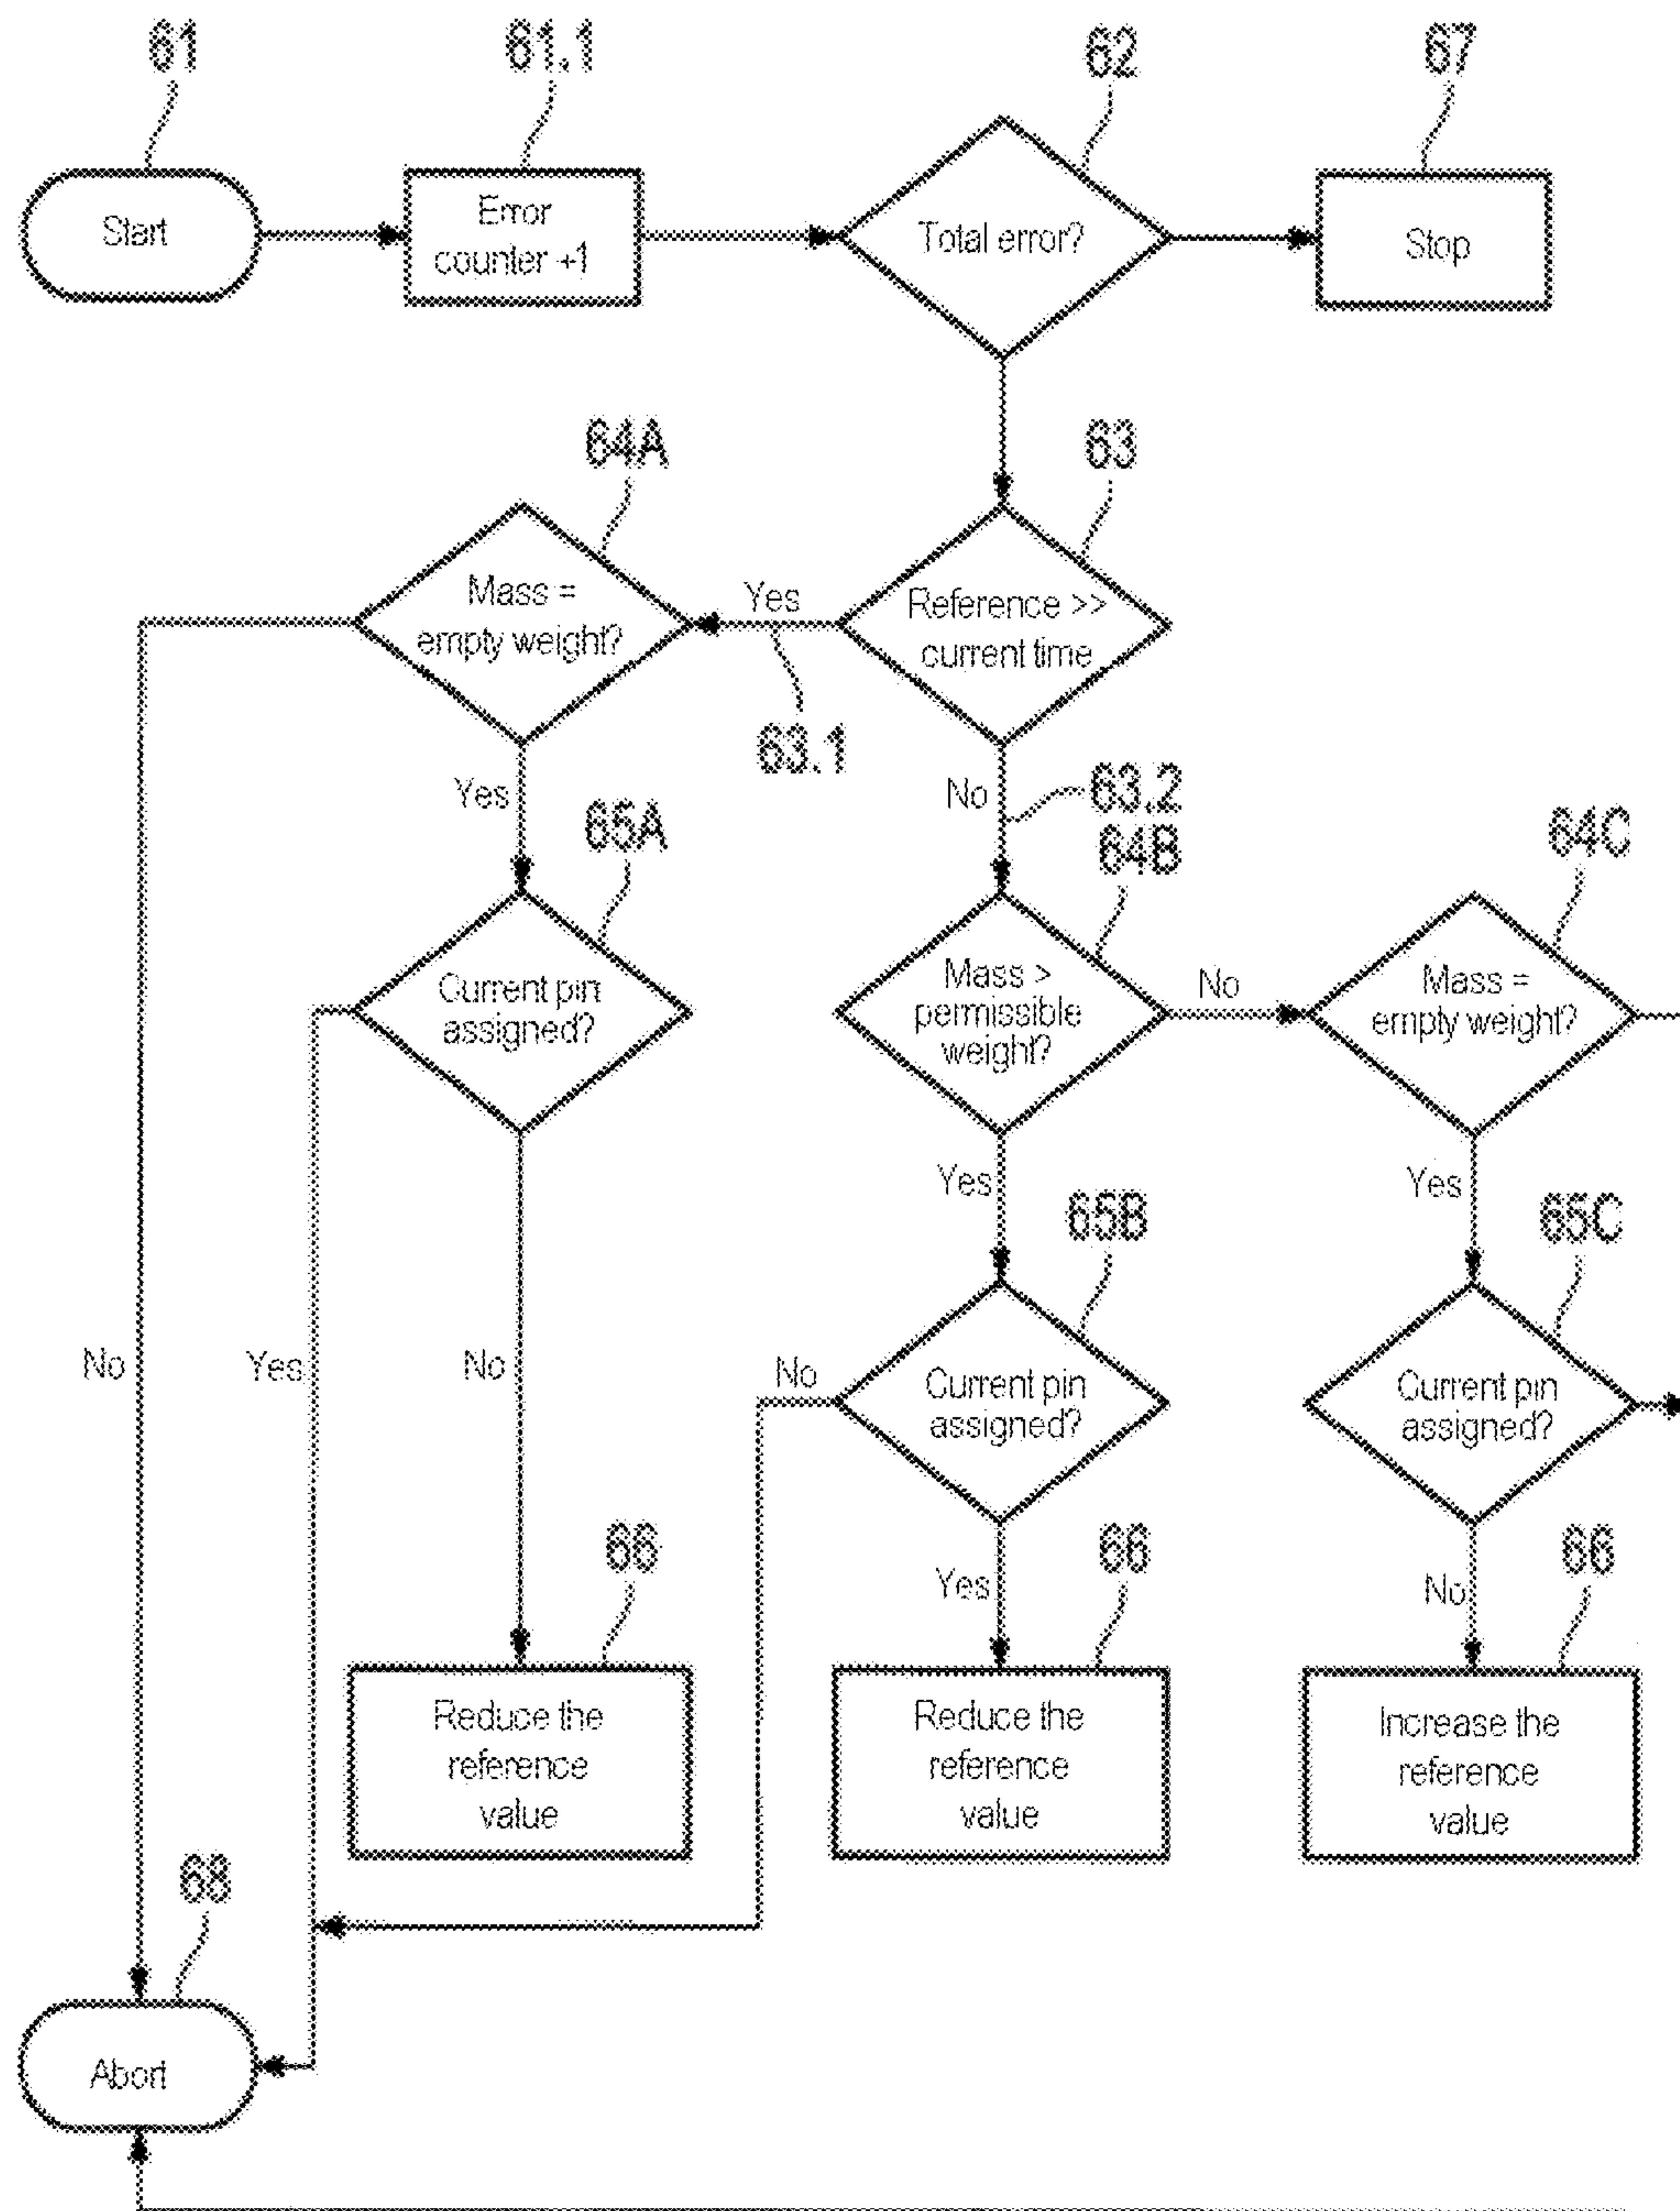 61
61.1
62
67
Start
Error
counter +1
Total error?
Stop
64A
63
Mass =
empty weight?
Yes
Reference >>
current time
63.1
Yes
No
63.2
65A
64B
64C
Current pin
assigned?
Mass >
permissible
weight?
No
Mass =
empty weight?
Yes
Yes
65B
65C
No
Yes
No
No
Current pin
assigned?
Current pin
assigned?
66
Yes
66
No
66
Reduce the
reference
value
Reduce the
reference
value
Increase the
reference
value
68
Abort